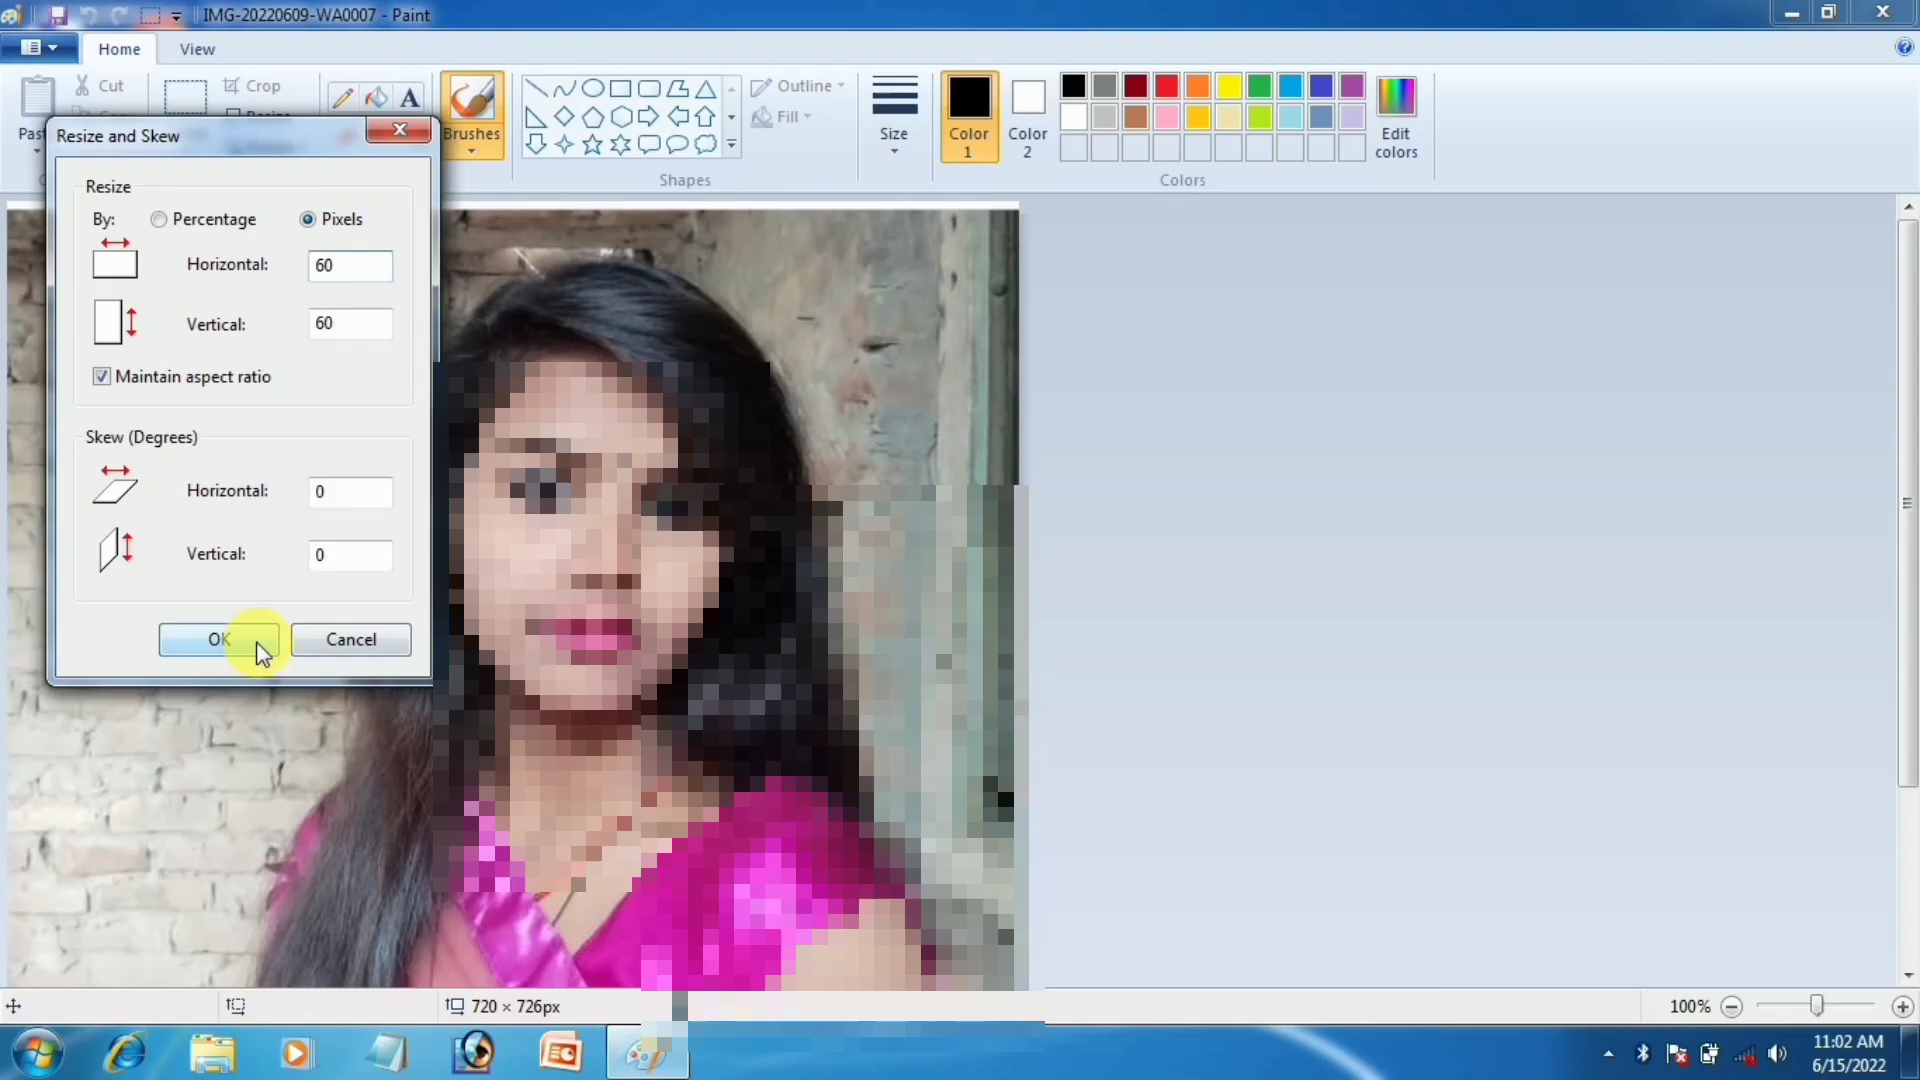 IMG-20220609-WA0007 - Paint
Home
View
Cut
Crop
Outline
Fill
Brushes
Size
Color
1
Color
2
Edit
colors
Shapes
Colors
Resize and Skew
Resize
By:
Percentage
Pixels
Horizontal:
60
Vertical:
60
Maintain aspect ratio
Skew (Degrees)
Horizontal:
0
Vertical:
0
OK
Cancel
720 × 726px
100%
11:02 AM
6/15/2022